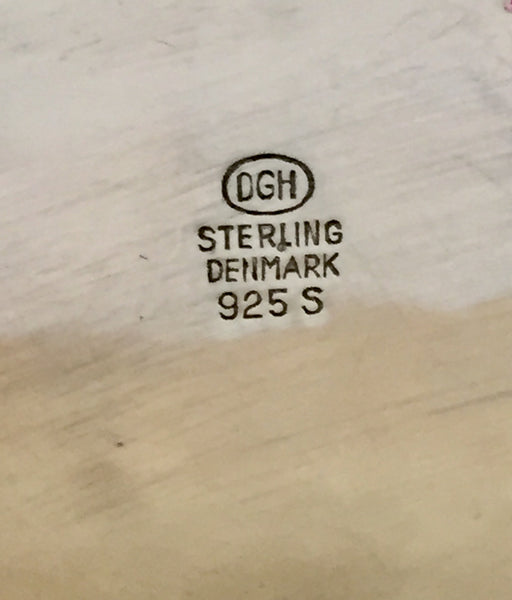 DGH
STERLING
DENMARK
925 S